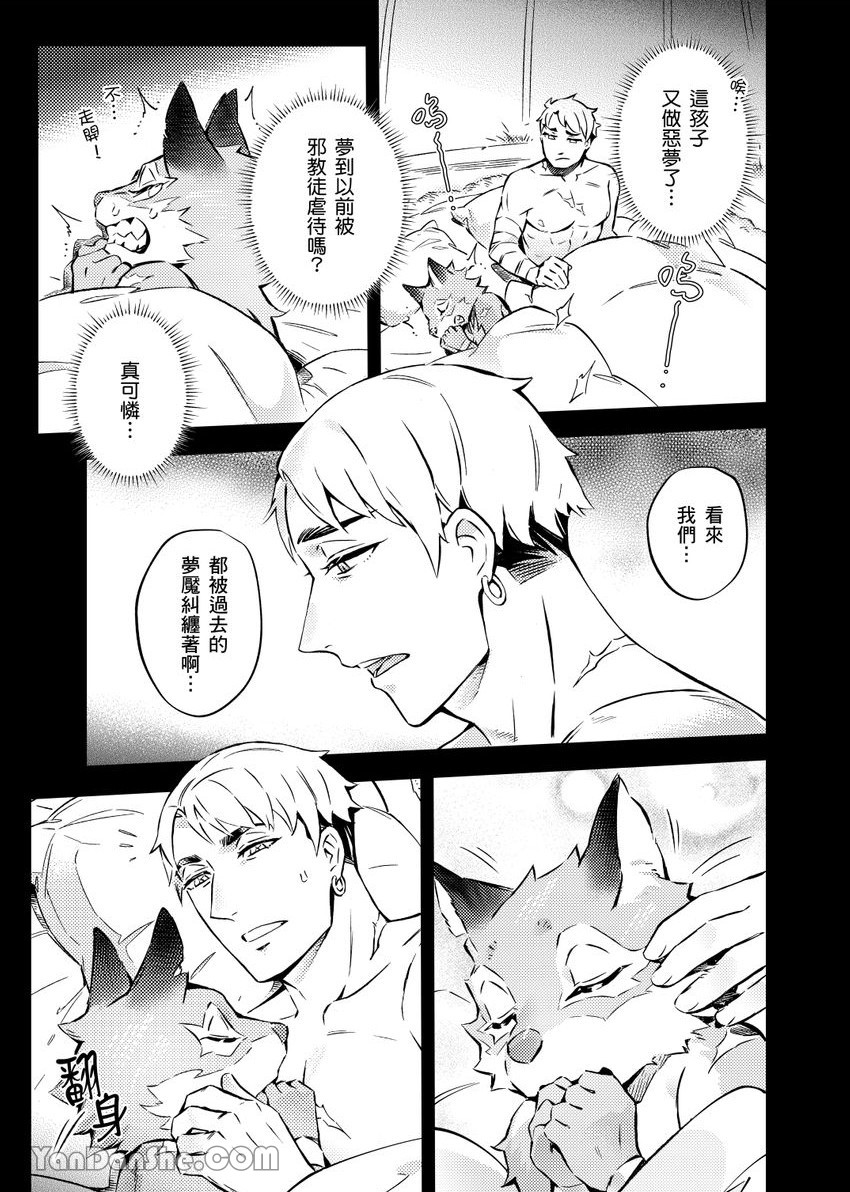 唉…
這孩子
又做惡夢了…
嗚…。
嗚…。
不…
走開！
夢到以前被
邪教徒虐待嗎？
真可憐…
看來
我們…
都被過去的
夢魘糾纏著啊…
翻身
YanDanShe.com